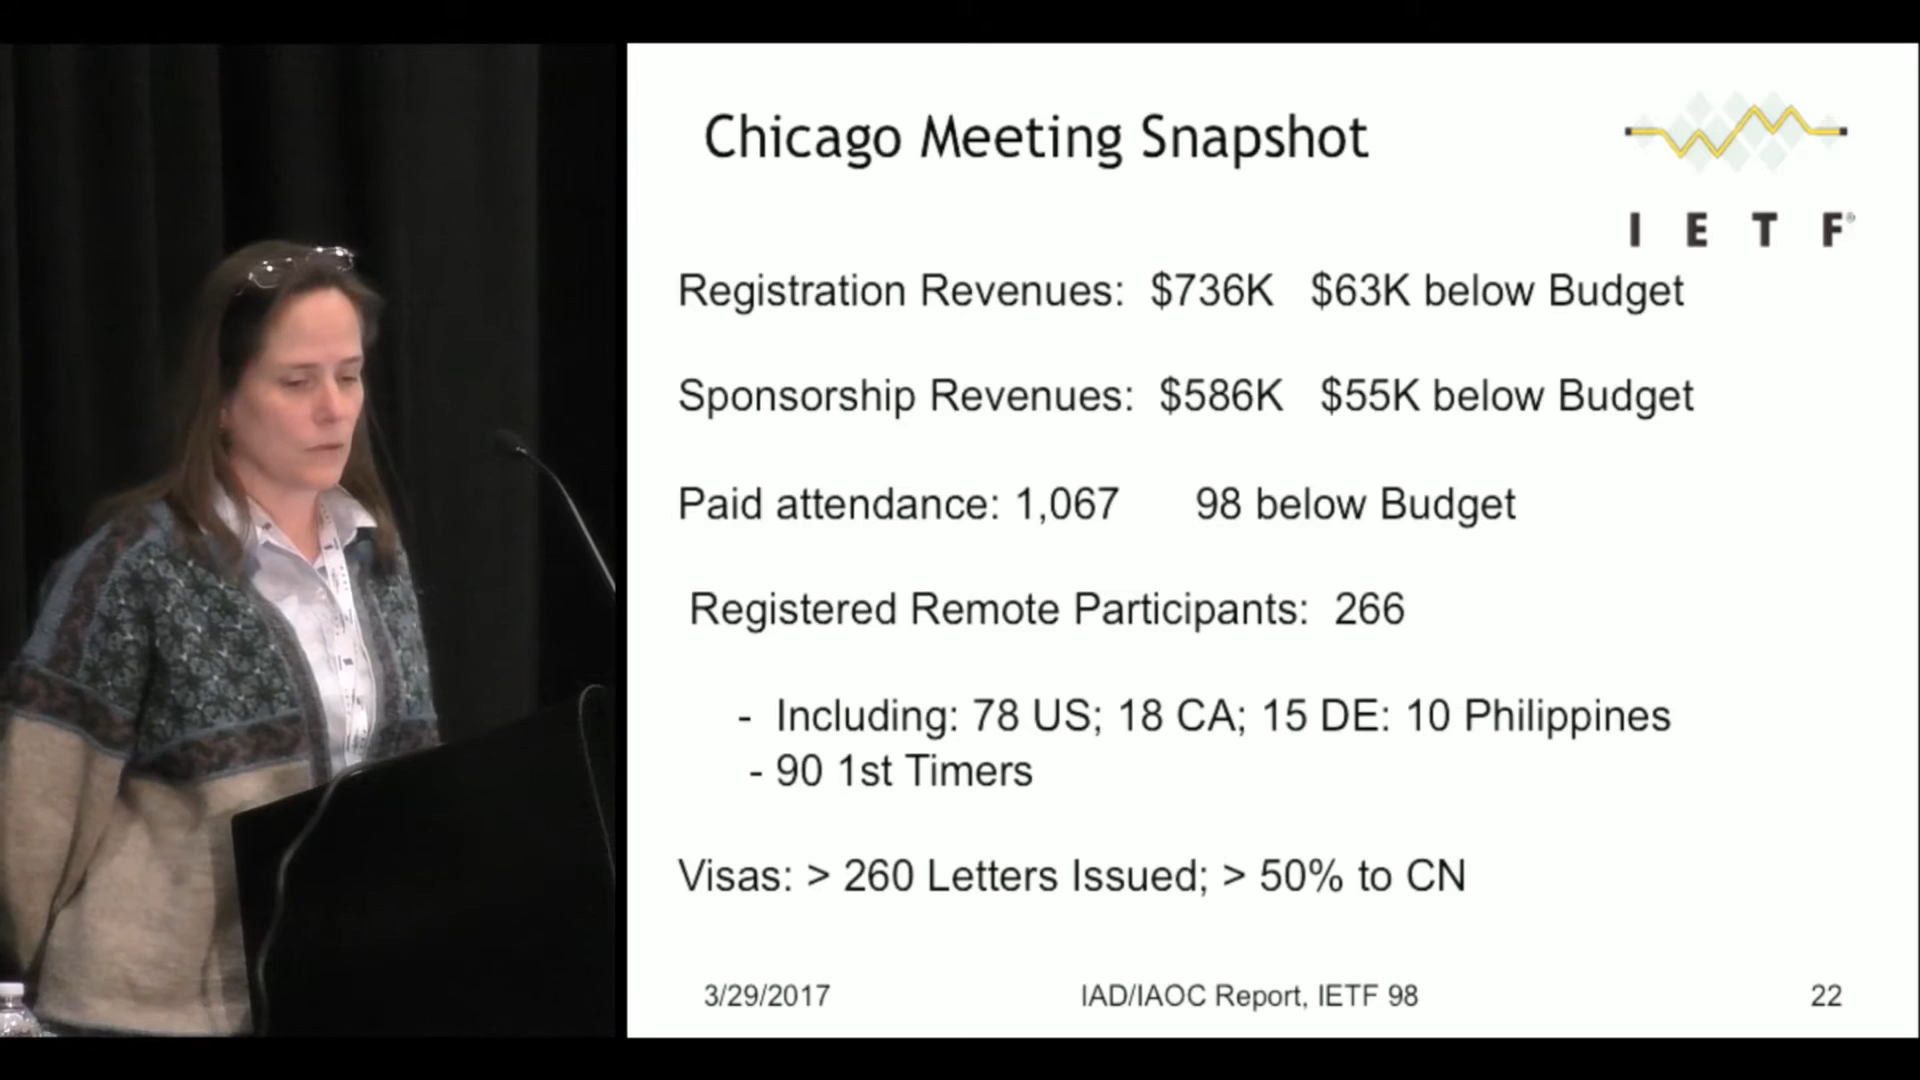 Chicago Meeting Snapshot
I E T F®
Registration Revenues: $736K $63K below Budget
Sponsorship Revenues: $586K $55K below Budget
Paid attendance: 1,067 98 below Budget
Registered Remote Participants: 266
- Including: 78 US; 18 CA; 15 DE: 10 Philippines
- 90 1st Timers
Visas: > 260 Letters Issued; > 50% to CN
3/29/2017 IAD/IAOC Report, IETF 98 22